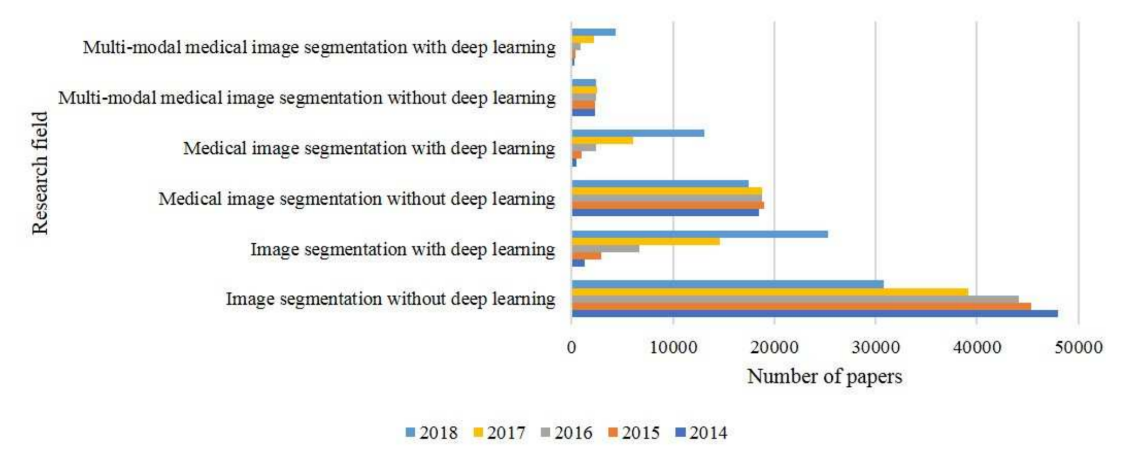 Research field
Multi-modal medical image segmentation with deep learning
Multi-modal medical image segmentation without deep learning
Medical image segmentation with deep learning
Medical image segmentation without deep learning
Image segmentation with deep learning
Image segmentation without deep learning
0 10000 20000 30000 40000 50000
Number of papers
2018 2017 2016 2015 2014